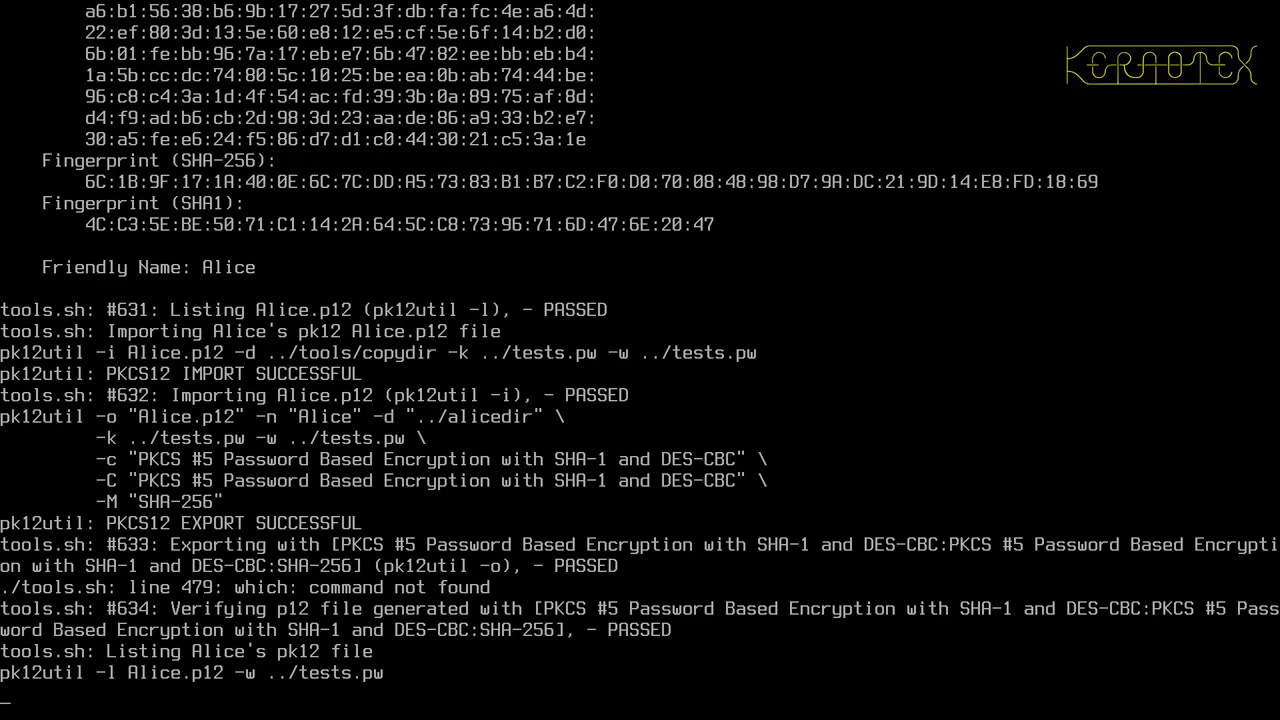 a6:b1:56:38:b6:9b:17:27:5d:3f:db:fa:fc:4e:a6:4d:
22:ef:80:3d:13:5e:60:e8:12:e5:cf:5e:6f:14:b2:d0:
6b:01:fe:bb:96:7a:17:eb:e7:6b:47:82:ee:bb:eb:b4:
1a:5b:cc:dc:74:80:5c:10:25:be:ea:0b:ab:74:44:be:
96:c8:c4:3a:1d:4f:54:ac:fd:39:3b:0a:89:75:af:8d:
d4:f9:ad:b6:cb:2d:98:3d:23:aa:de:86:a9:33:b2:e7:
30:a5:fe:e6:24:f5:86:d7:d1:c0:44:30:21:c5:3a:1e
Fingerprint (SHA-256):
6C:1B:9F:17:1A:40:0E:6C:7C:DD:A5:73:83:B1:B7:C2:F0:D0:70:08:48:98:D7:9A:DC:21:9D:14:E8:FD:18:69
Fingerprint (SHA1):
4C:C3:5E:BE:50:71:C1:14:2A:64:5C:C8:73:96:71:6D:47:6E:20:47
Friendly Name: Alice
tools.sh: #631: Listing Alice.p12 (pk12util -l), - PASSED
tools.sh: Importing Alice's pk12 Alice.p12 file
pk12util -i Alice.p12 -d ../tools/copydir -k ../tests.pw -w ../tests.pw
pk12util: PKCS12 IMPORT SUCCESSFUL
tools.sh: #632: Importing Alice.p12 (pk12util -i), - PASSED
pk12util -o "Alice.p12" -n "Alice" -d "../alicedir" \
-k ../tests.pw -w ../tests.pw \
-c "PKCS #5 Password Based Encryption with SHA-1 and DES-CBC" \
-C "PKCS #5 Password Based Encryption with SHA-1 and DES-CBC" \
-M "SHA-256"
pk12util: PKCS12 EXPORT SUCCESSFUL
tools.sh: #633: Exporting with [PKCS #5 Password Based Encryption with SHA-1 and DES-CBC:PKCS #5 Password Based Encrypti
on with SHA-1 and DES-CBC:SHA-256] (pk12util -o), - PASSED
./tools.sh: line 479: which: command not found
tools.sh: #634: Verifying p12 file generated with [PKCS #5 Password Based Encryption with SHA-1 and DES-CBC:PKCS #5 Pass
word Based Encryption with SHA-1 and DES-CBC:SHA-256], - PASSED
tools.sh: Listing Alice's pk12 file
pk12util -l Alice.p12 -w ../tests.pw